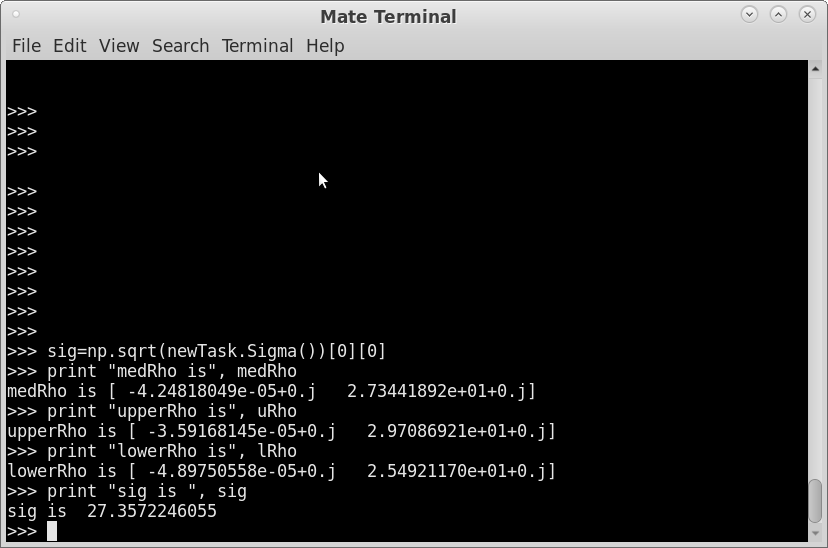 Mate Terminal
File Edit View Search Terminal Help
>>>
>>>
>>>
>>>
>>>
>>>
>>>
>>>
>>>
>>>
>>>
>>> sig=np.sqrt(newTask.Sigma())[0][0]
>>> print "medRho is", medRho
medRho is [ -4.24818049e-05+0.j   2.73441892e+01+0.j]
>>> print "upperRho is", uRho
upperRho is [ -3.59168145e-05+0.j   2.97086921e+01+0.j]
>>> print "lowerRho is", lRho
lowerRho is [ -4.89750558e-05+0.j   2.54921170e+01+0.j]
>>> print "sig is ", sig
sig is  27.3572246055
>>>